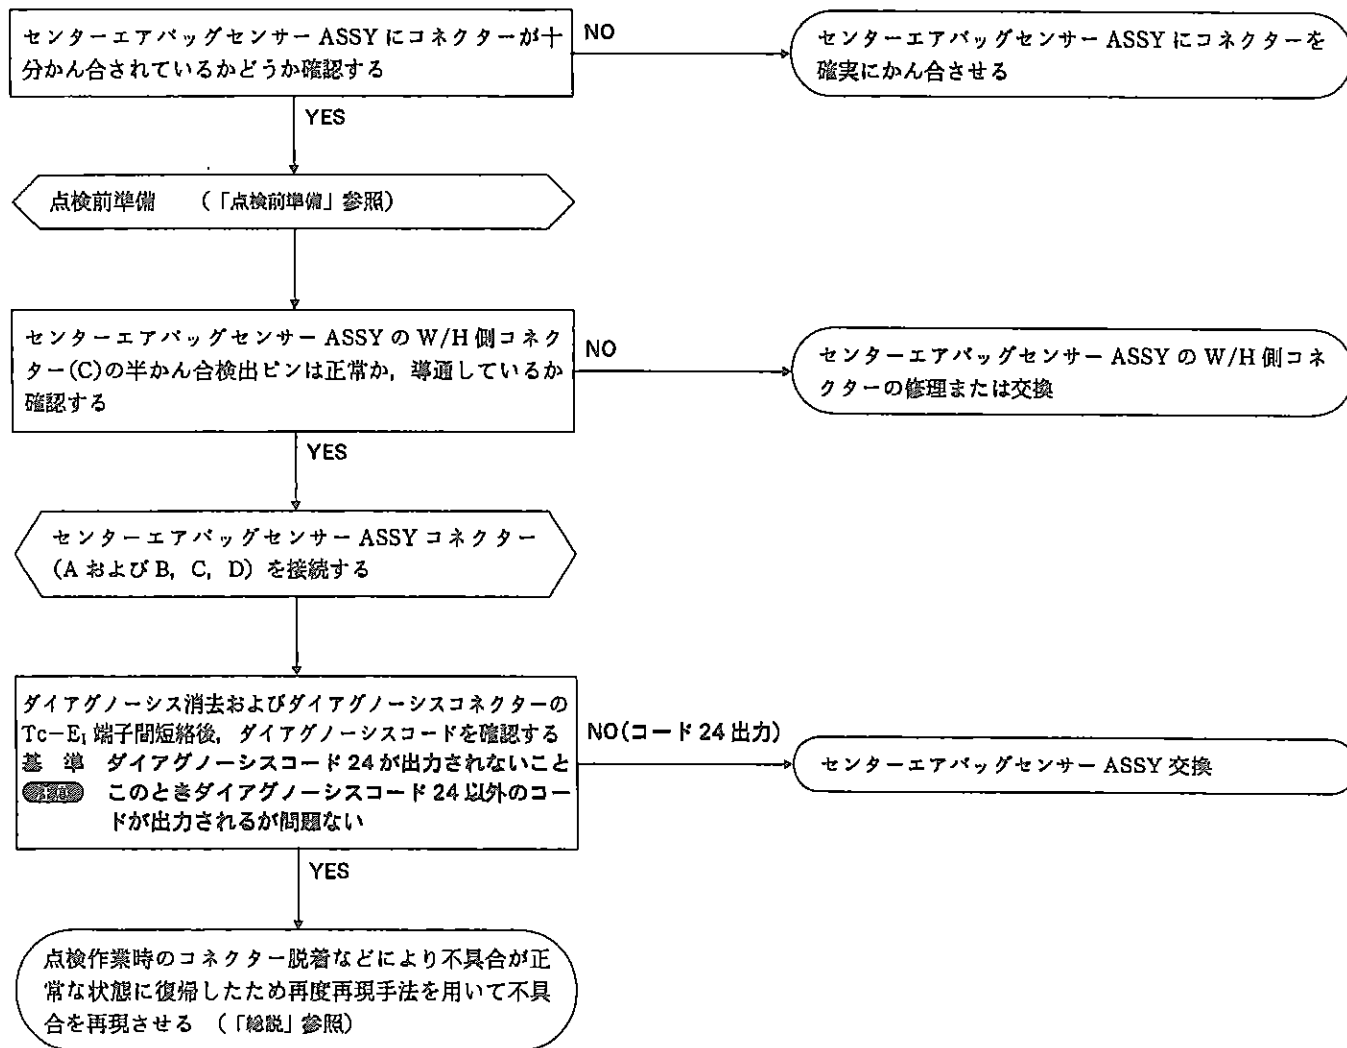 センターエアバッグセンサー ASSY にコネクターが十
分かん合されているかどうか確認する
NO
センターエアバッグセンサー ASSY にコネクターを
確実にかん合させる
YES
点検前準備　（「点検前準備」参照）
センターエアバッグセンサー ASSY の W/H 側コネク
ター(C)の半かん合検出ピンは正常か，導通しているか
確認する
NO
センターエアバッグセンサー ASSY の W/H 側コネ
クターの修理または交換
YES
センターエアバッグセンサー ASSY コネクター
（A および B，C，D）を接続する
ダイアグノーシス消去およびダイアグノーシスコネクターの
Tc−E₁ 端子間短絡後，ダイアグノーシスコードを確認する
基　準　ダイアグノーシスコード 24 が出力されないこと
注意　このときダイアグノーシスコード 24 以外のコー
ドが出力されるが問題ない
NO（コード 24 出力）
センターエアバッグセンサー ASSY 交換
YES
点検作業時のコネクター脱着などにより不具合が正
常な状態に復帰したため再度再現手法を用いて不具
合を再現させる　（「総説」参照）